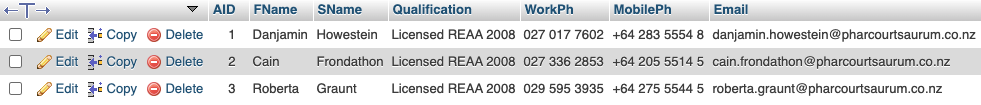 AID FName SName Qualification WorkPh MobilePh Email
Edit Copy Delete 1 Danjamin Howestein Licensed REAA 2008 027 017 7602 +64 283 5554 8 danjamin.howestein@pharcourtsaurum.co.nz
Edit Copy Delete 2 Cain Frondathon Licensed REAA 2008 027 336 2853 +64 205 5514 5 cain.frondathon@pharcourtsaurum.co.nz
Edit Copy Delete 3 Roberta Graunt Licensed REAA 2008 029 595 3935 +64 275 5544 5 roberta.graunt@pharcourtsaurum.co.nz